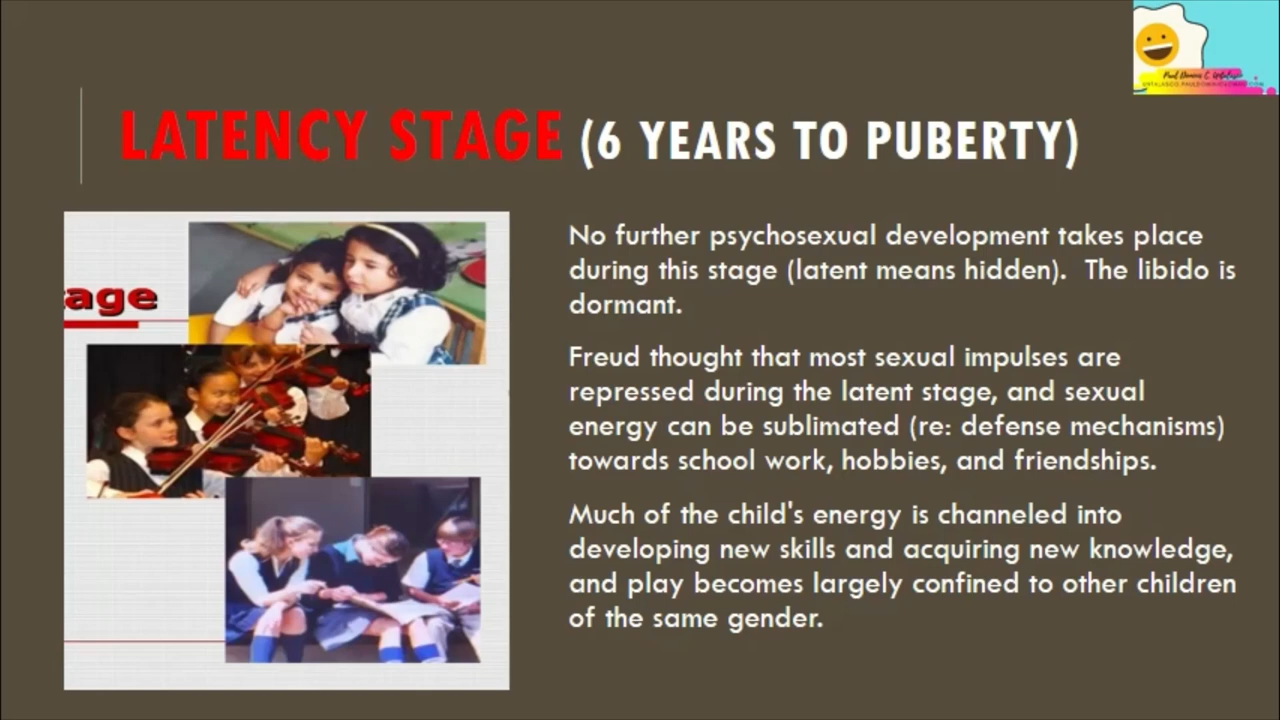 LATENCY STAGE (6 YEARS TO PUBERTY)
tage
No further psychosexual development takes place
during this stage (latent means hidden).  The libido is
dormant.
Freud thought that most sexual impulses are
repressed during the latent stage, and sexual
energy can be sublimated (re: defense mechanisms)
towards school work, hobbies, and friendships.
Much of the child's energy is channeled into
developing new skills and acquiring new knowledge,
and play becomes largely confined to other children
of the same gender.